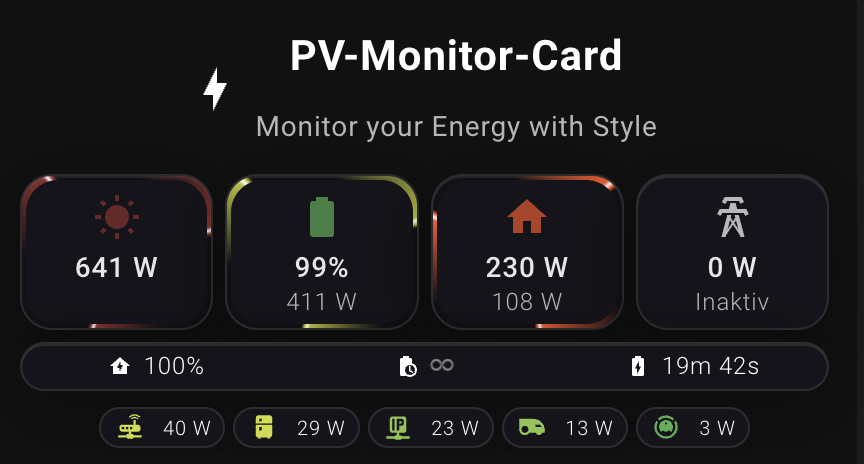 PV-Monitor-Card
Monitor your Energy with Style
641 W 99% 230 W 0 W
411 W 108 W Inaktiv
100% ∞ 19m 42s
IP
40 W 29 W 23 W 13 W 3 W